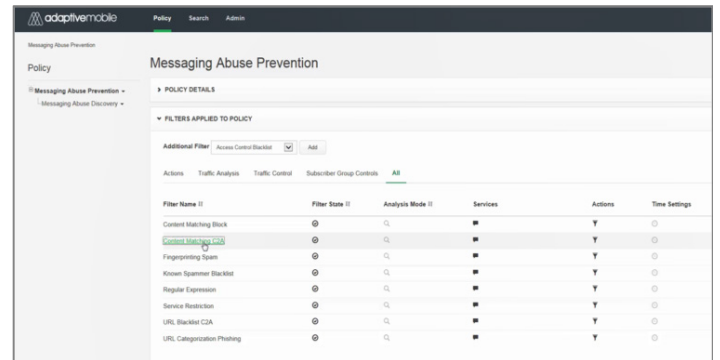 adaptivemobile Policy Search Admin
Messaging Abuse Prevention
Policy
Messaging Abuse Prevention
Messaging Abuse Discovery
Messaging Abuse Prevention
POLICY DETAILS
FILTERS APPLIED TO POLICY
Additional Filter Access Control Blacklist Add
Actions Traffic Analysis Traffic Control Subscriber Group Controls All
Filter Name Filter State Analysis Mode Services Actions Time Settings
Content Matching Block
Content Matching C2A
Fingerprinting Spam
Known Spammer Blacklist
Regular Expression
Service Restriction
URL Blacklist C2A
URL Categorization Phishing